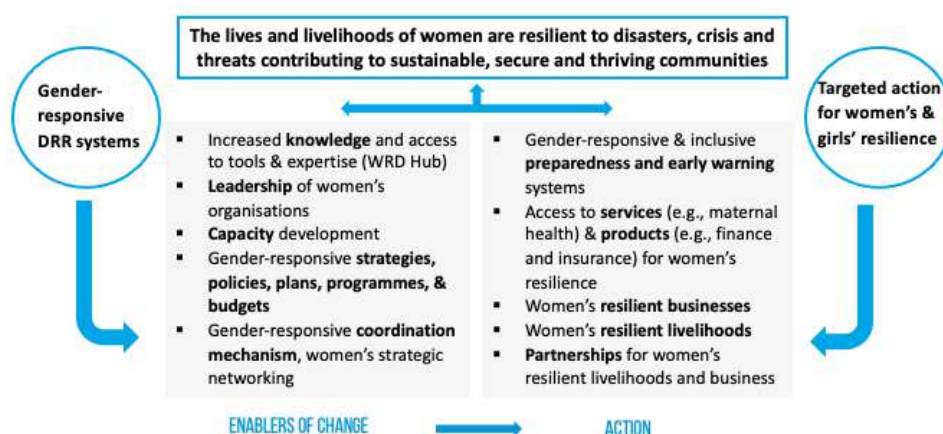 The lives and livelihoods of women are resilient to disasters, crisis and
threats contributing to sustainable, secure and thriving communities
Gender-
responsive
DRR systems
▪ Increased knowledge and access
to tools & expertise (WRD Hub)
▪ Leadership of women’s
organisations
▪ Capacity development
▪ Gender-responsive strategies,
policies, plans, programmes, &
budgets
▪ Gender-responsive coordination
mechanism, women’s strategic
networking
▪ Gender-responsive & inclusive
preparedness and early warning
systems
▪ Access to services (e.g., maternal
health) & products (e.g., finance
and insurance) for women’s
resilience
▪ Women’s resilient businesses
▪ Women’s resilient livelihoods
▪ Partnerships for women’s
resilient livelihoods and business
Targeted action
for women’s &
girls’ resilience
ENABLERS OF CHANGE
ACTION